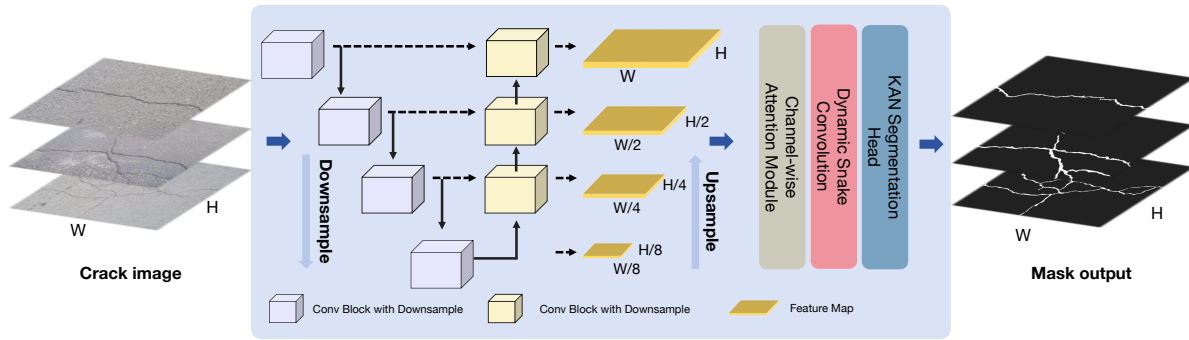 H
W
Crack image
Downsample
W
H
W/2
H/2
W/4
H/4
W/8
H/8
Upsample
Channel-wise
Attention Module
Dynamic Snake
Convolution
KAN Segmentation
Head
Conv Block with Downsample
Conv Block with Downsample
Feature Map
H
W
Mask output